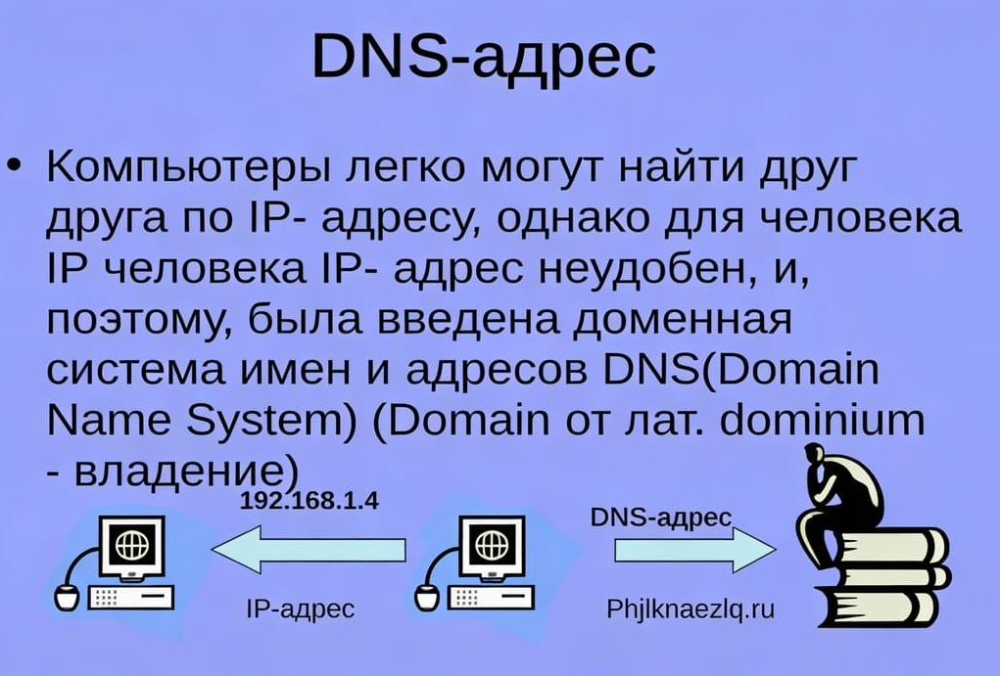 DNS-адрес
• Компьютеры легко могут найти друг
друга по IP- адресу, однако для человека
IP человека IP- адрес неудобен, и,
поэтому, была введена доменная
система имен и адресов DNS(Domain
Name System) (Domain от лат. dominium
- владение)
192.168.1.4
DNS-адрес
IP-адрес
Phjlknaezlq.ru